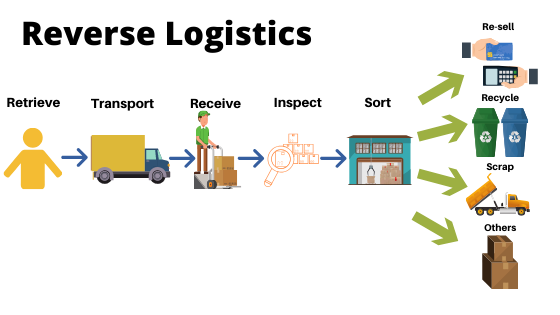 Reverse Logistics
Retrieve
Transport
Receive
Inspect
Sort
Re-sell
Recycle
Scrap
Others